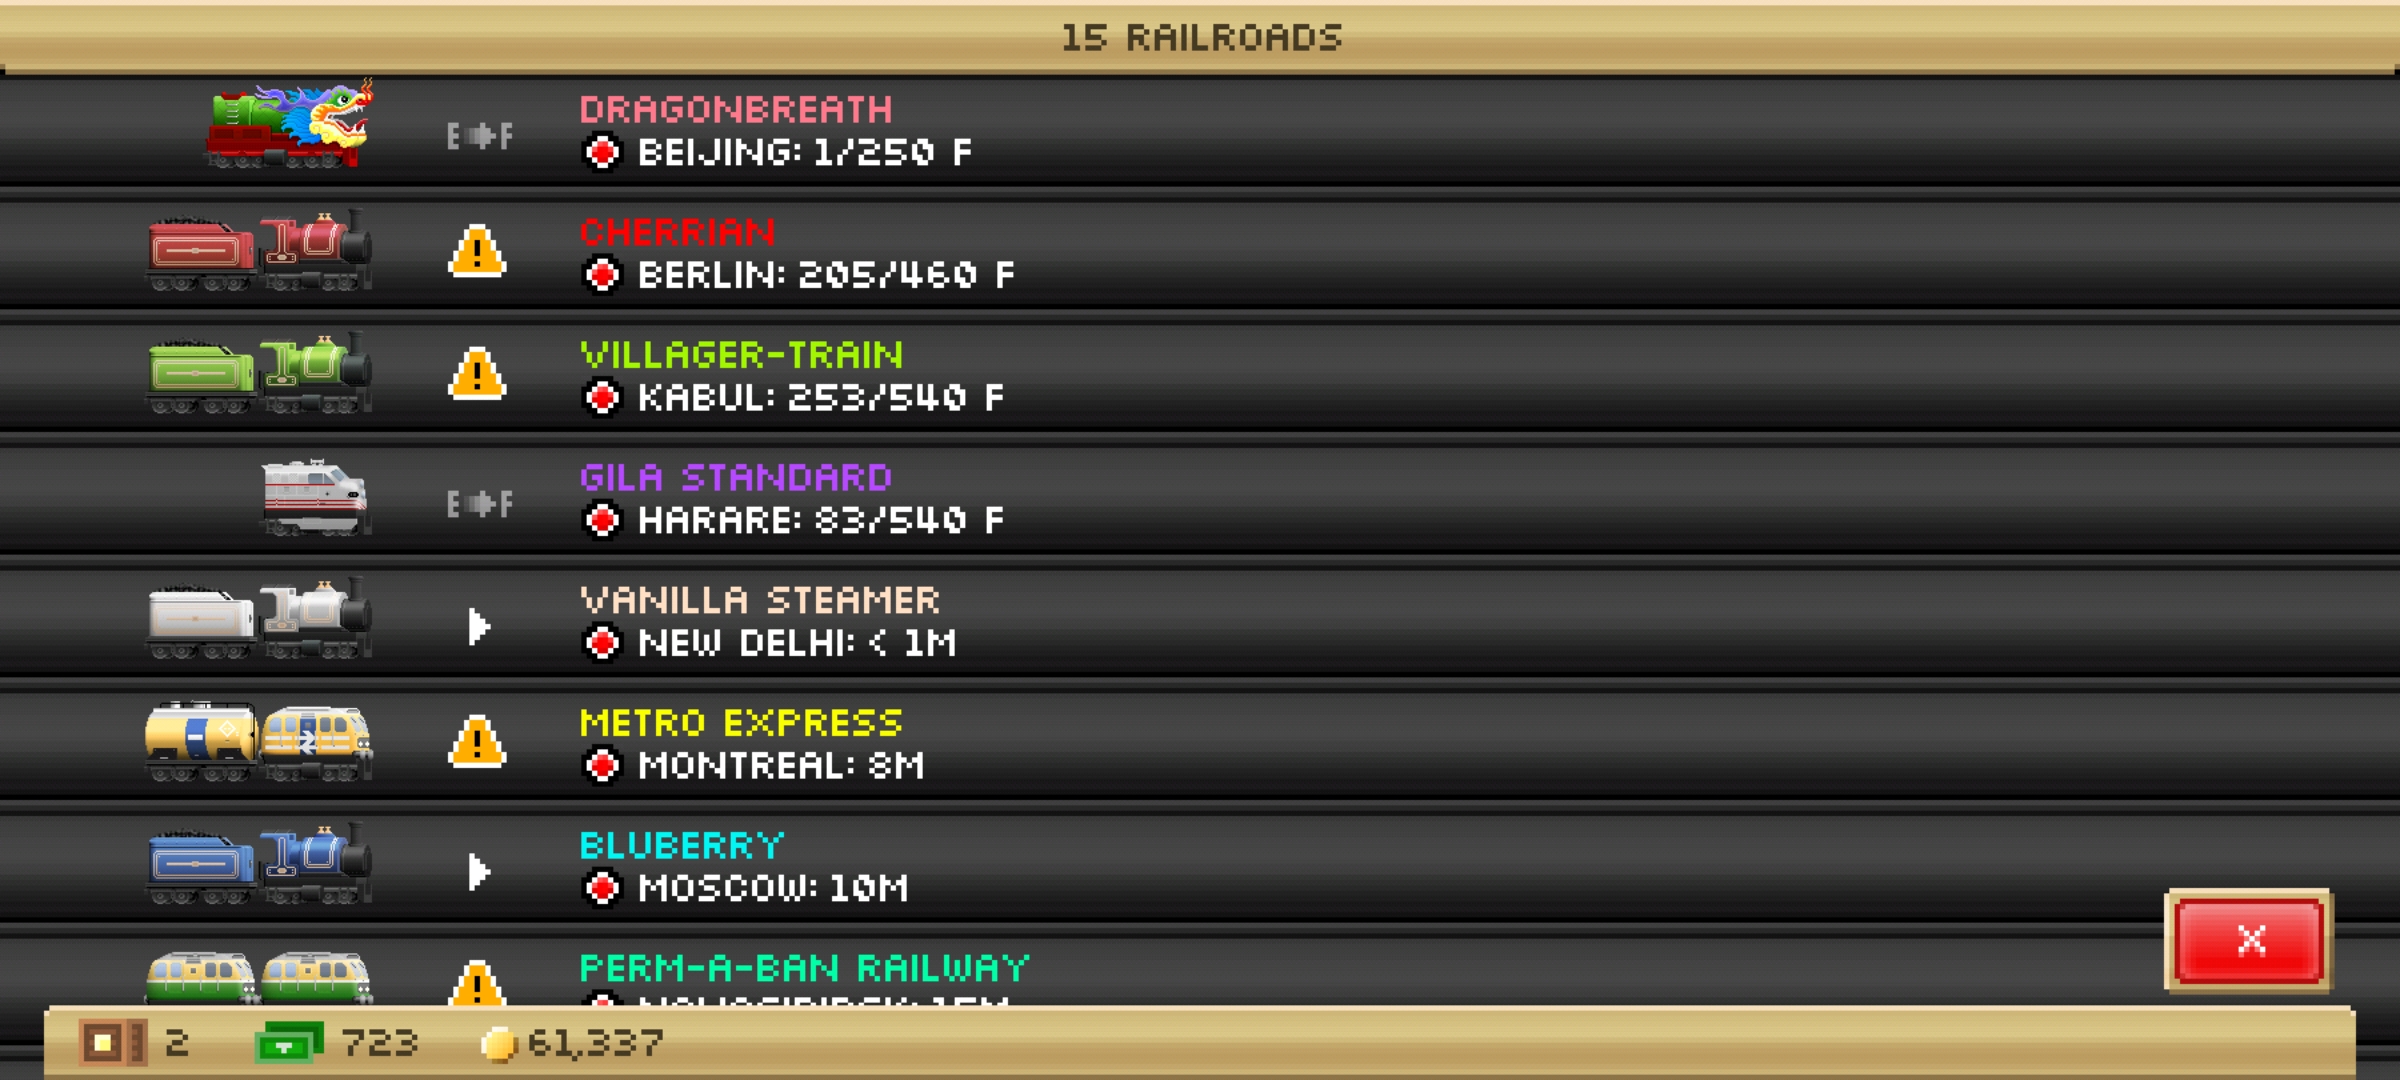 15 RAILROADS
DRAGONBREATH
E F
BEIJING: 1/250 F
CHERRIAN
BERLIN: 205/460 F
VILLAGER-TRAIN
KABUL: 253/540 F
GILA STANDARD
E F
HARARE: 83/540 F
VANILLA STEAMER
NEW DELHI: < 1M
METRO EXPRESS
MONTREAL: 8M
BLUBERRY
MOSCOW: 10M
PERM-A-BAN RAILWAY
X
2 723 61,337